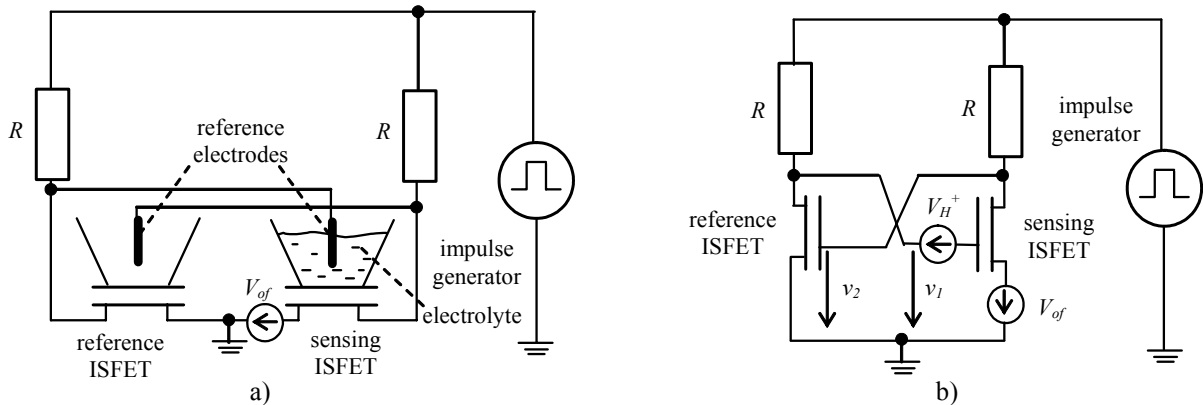 R
R
reference
electrodes
impulse
generator
V_of
electrolyte
reference
ISFET
sensing
ISFET
a)
R
R
impulse
generator
reference
ISFET
V_H^+
sensing
ISFET
v_2
v_1
V_of
b)